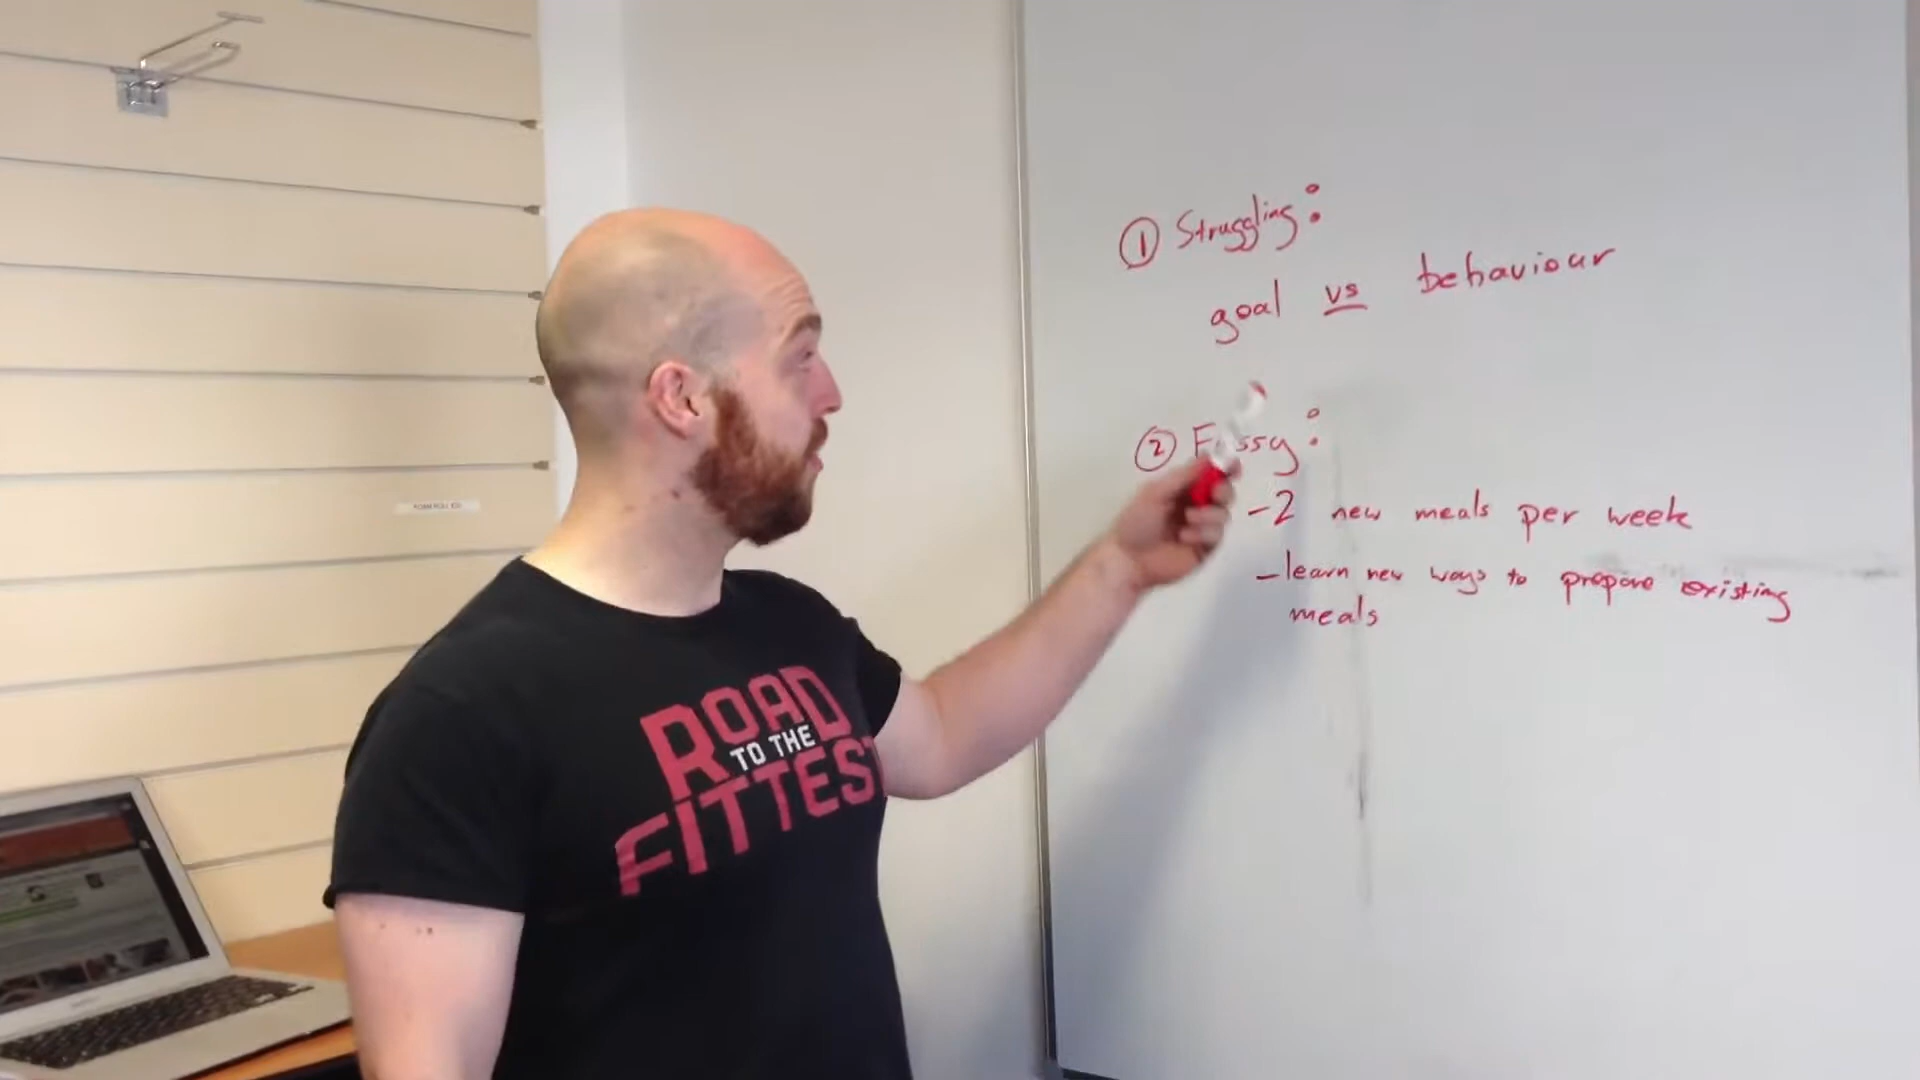 ① Struggling:
goal vs behaviour
② Fussy:
-2 new meals per week
-learn new ways to prepare existing
meals
ROAD
TO THE
FITTEST